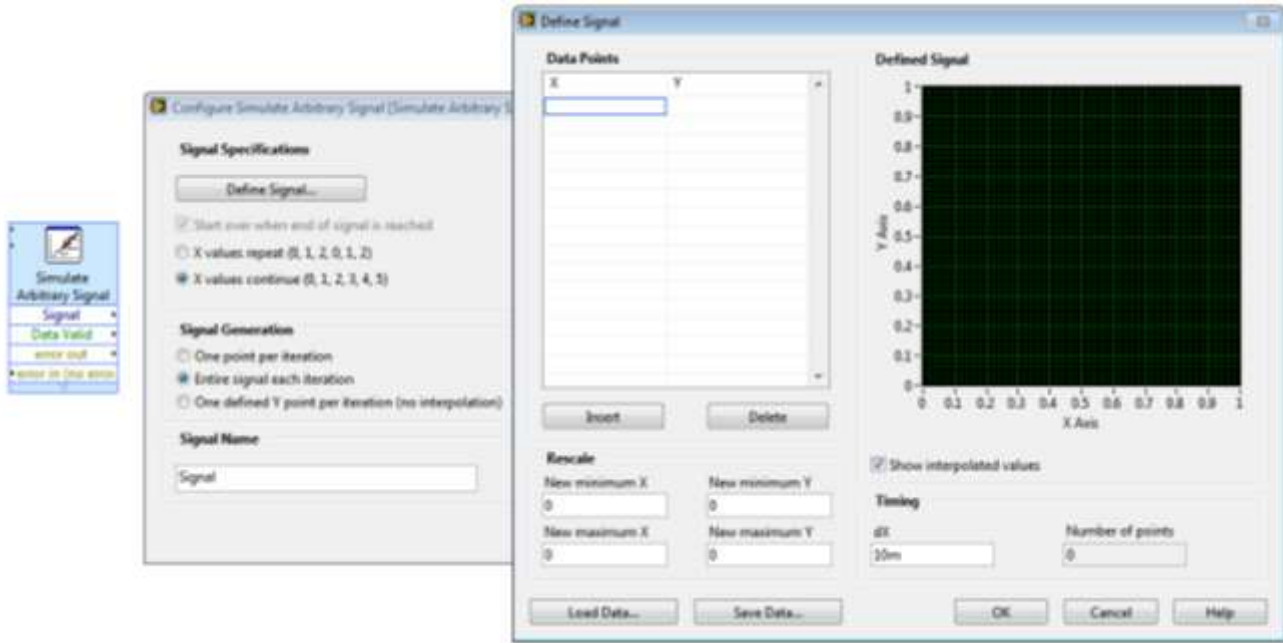 Simulate
Arbitrary Signal
Signal
Data Valid
error out
error in (no error
Configure Simulate Arbitrary Signal [Simulate Arbitrary S
Signal Specifications
Define Signal...
Start over when end of signal is reached
X values repeat (0, 1, 2, 0, 1, 2)
X values continue (0, 1, 2, 3, 4, 5)
Signal Generation
One point per iteration
Entire signal each iteration
One defined Y point per iteration (no interpolation)
Signal Name
Signal
Define Signal
Data Points
X Y
Insert Delete
Rescale
New minimum X New minimum Y
0 0
New maximum X New maximum Y
0 0
Load Data... Save Data...
Defined Signal
1
0.9
0.8
0.7
0.6
0.5
0.4
0.3
0.2
0.1
0
Y Axis
0 0.1 0.2 0.3 0.4 0.5 0.6 0.7 0.8 0.9 1
X Axis
Show interpolated values
Timing
dX Number of points
10m 0
OK Cancel Help